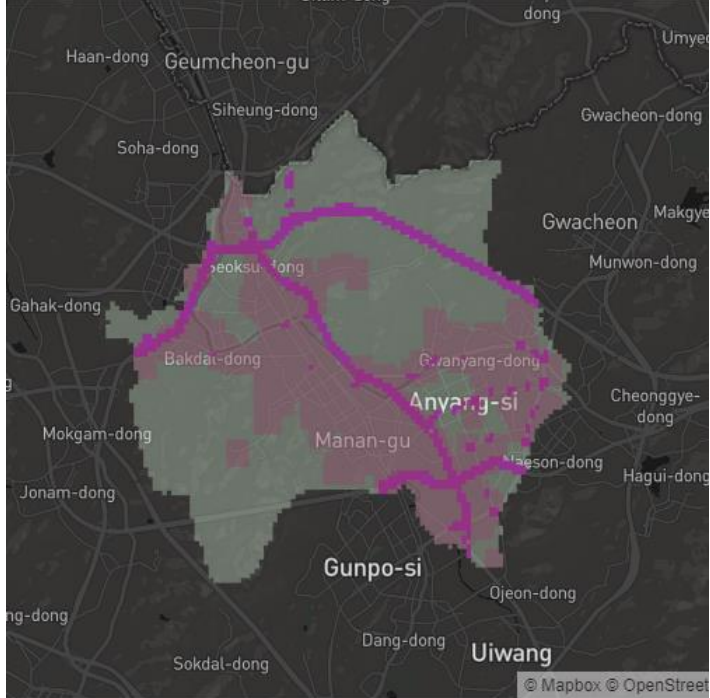 Haan-dong
Geumcheon-gu
dong
Umyeo
Siheung-dong
Gwacheon-dong
Soha-dong
Gwacheon
Makgye
Seoksu-dong
Munwon-dong
Gahak-dong
Bakdal-dong
Gwanyang-dong
Anyang-si
Cheonggye-
dong
Mokgam-dong
Manan-gu
Naeson-dong
Hagui-dong
Jonam-dong
Gunpo-si
Ojeon-dong
ng-dong
Dang-dong
Uiwang
Sokdal-dong
© Mapbox © OpenStreet